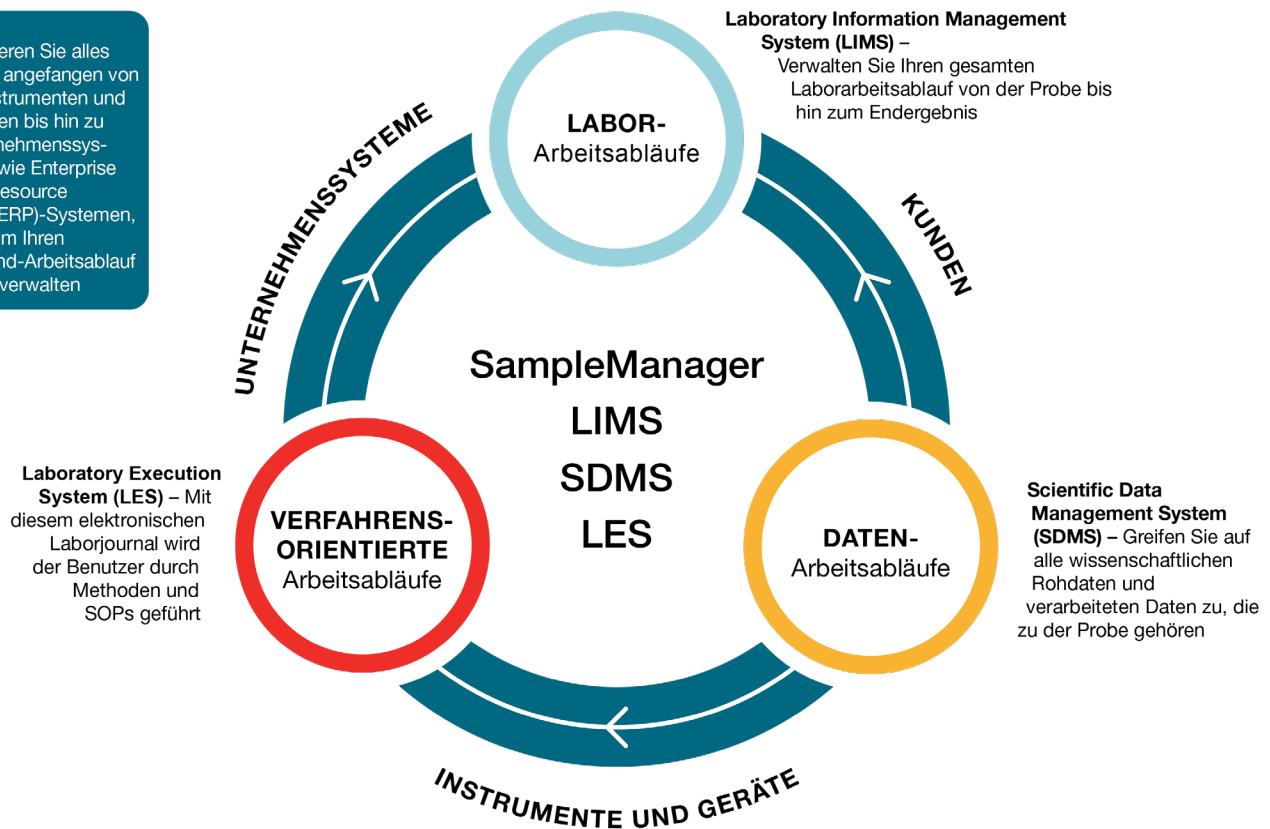 eren Sie alles
angefangen von
strumenten und
en bis hin zu
nehmenssys-
wie Enterprise
esource
ERP)-Systemen,
m Ihren
nd-Arbeitsablauf
verwalten
Laboratory Information Management
System (LIMS) –
Verwalten Sie Ihren gesamten
Laborarbeitsablauf von der Probe bis
hin zum Endergebnis
LABOR-
Arbeitsabläufe
UNTERNEHMENSSYSTEME
KUNDEN
SampleManager
LIMS
SDMS
LES
Laboratory Execution
System (LES) – Mit
diesem elektronischen
Laborjournal wird
der Benutzer durch
Methoden und
SOPs geführt
VERFAHRENS-
ORIENTIERTE
Arbeitsabläufe
DATEN-
Arbeitsabläufe
Scientific Data
Management System
(SDMS) – Greifen Sie auf
alle wissenschaftlichen
Rohdaten und
verarbeiteten Daten zu, die
zu der Probe gehören
INSTRUMENTE UND GERÄTE